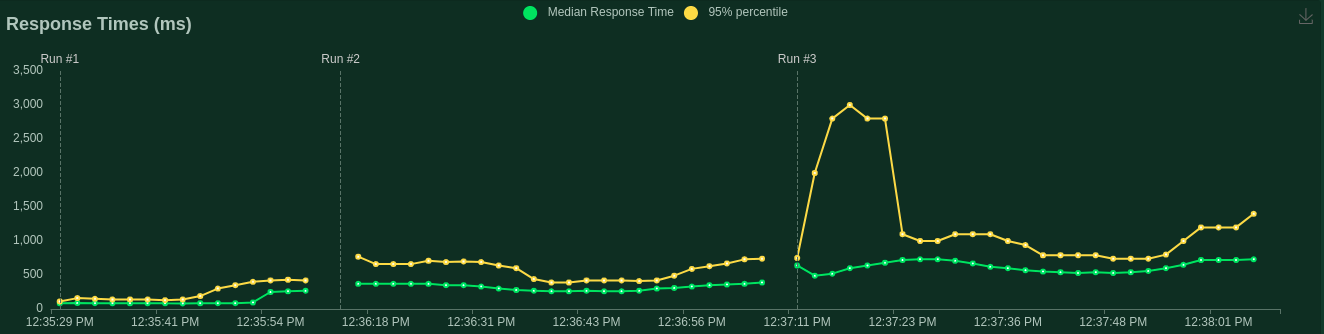 Median Response Time 95% percentile
Response Times (ms)
Run #1 Run #2 Run #3
3,500
3,000
2,500
2,000
1,500
1,000
500
0
12:35:29 PM 12:35:41 PM 12:35:54 PM 12:36:18 PM 12:36:31 PM 12:36:43 PM 12:36:56 PM 12:37:11 PM 12:37:23 PM 12:37:36 PM 12:37:48 PM 12:38:01 PM